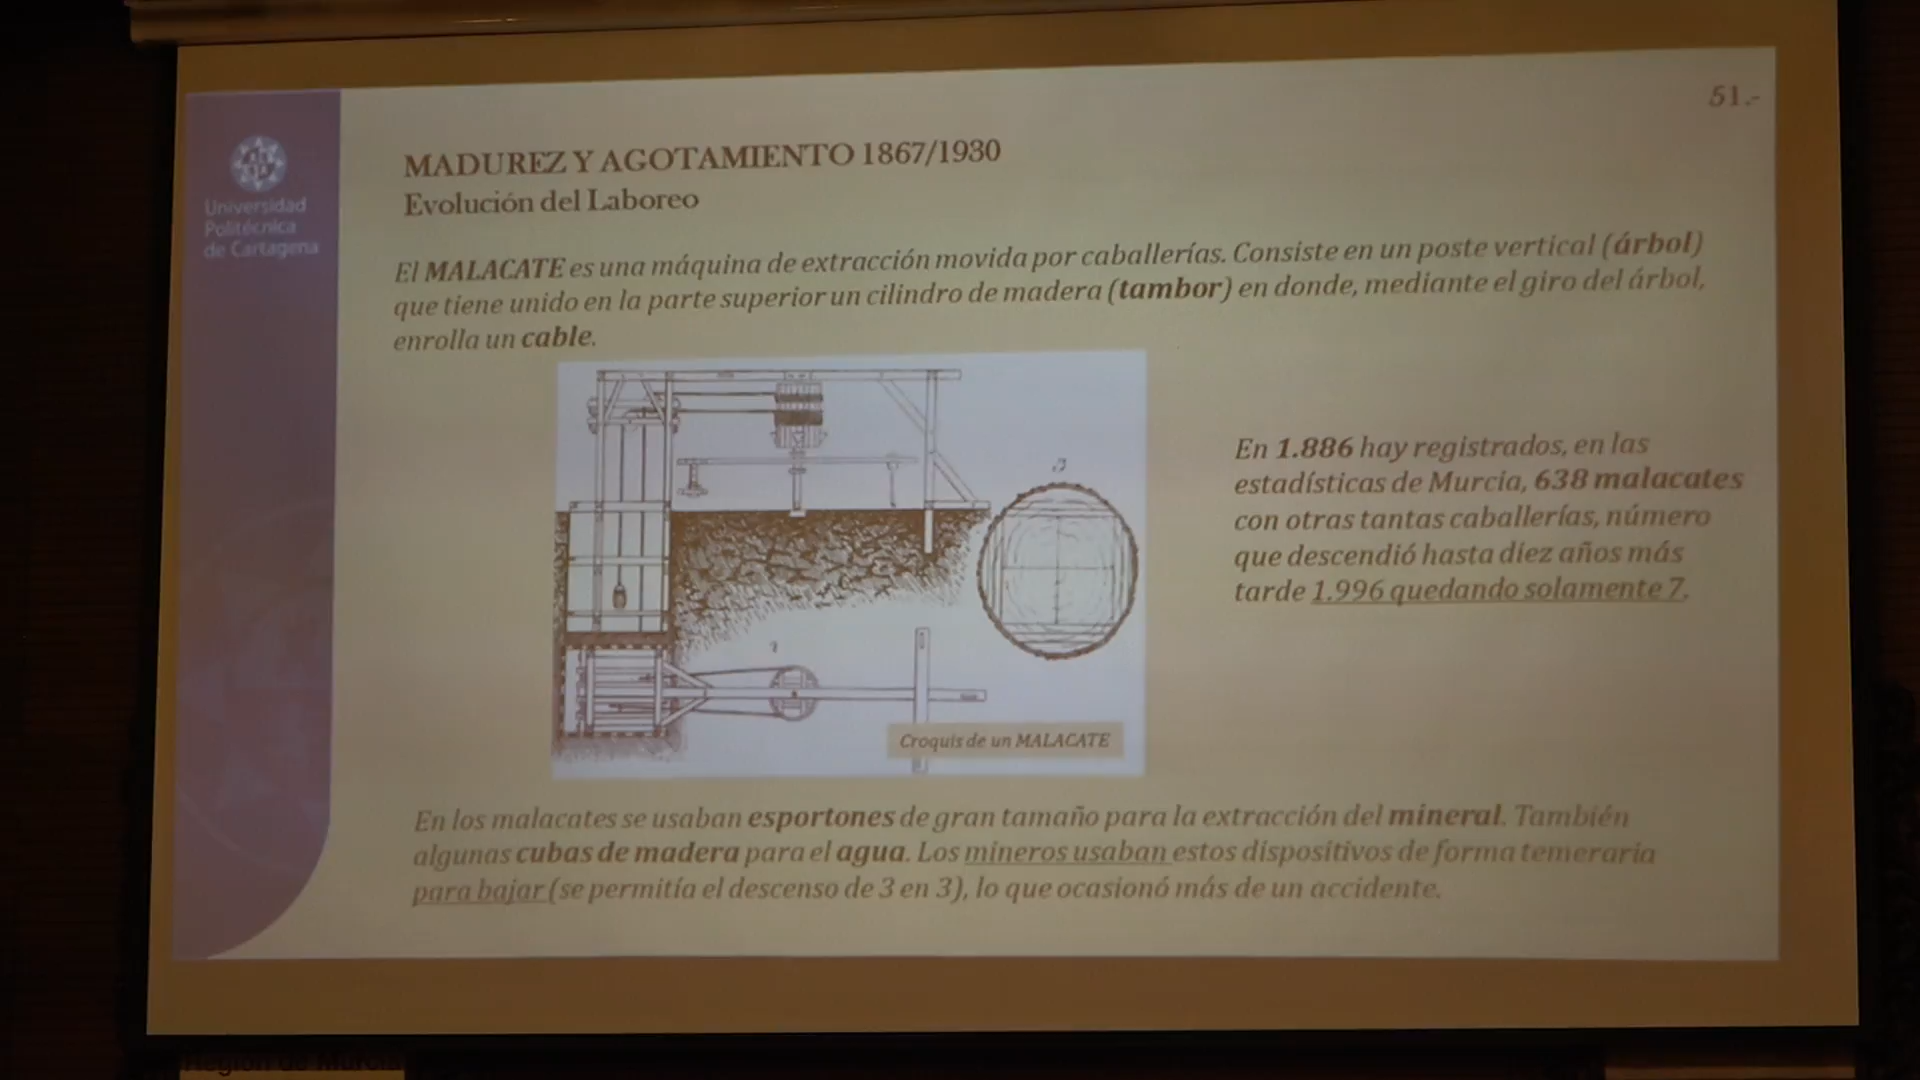 51.-
Universidad
Politécnica
de Cartagena
MADUREZ Y AGOTAMIENTO 1867/1930
Evolución del Laboreo
El MALACATE es una máquina de extracción movida por caballerías. Consiste en un poste vertical (árbol)
que tiene unido en la parte superior un cilindro de madera (tambor) en donde, mediante el giro del árbol,
enrolla un cable.
En 1.886 hay registrados, en las
estadísticas de Murcia, 638 malacates
con otras tantas caballerías, número
que descendió hasta diez años más
tarde 1.996 quedando solamente 7.
Croquis de un MALACATE
En los malacates se usaban esportones de gran tamaño para la extracción del mineral. También
algunas cubas de madera para el agua. Los mineros usaban estos dispositivos de forma temeraria
para bajar (se permitía el descenso de 3 en 3), lo que ocasionó más de un accidente.
Región de Murcia